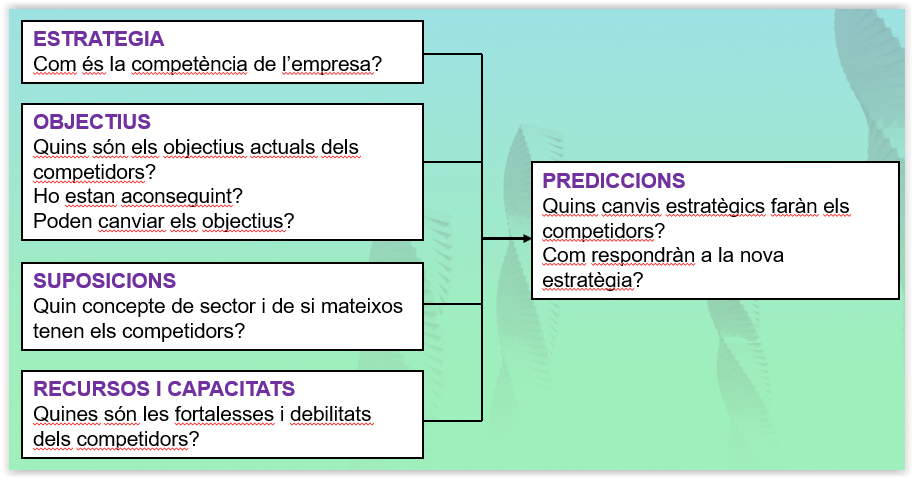 ESTRATEGIA
Com és la competència de l’empresa?
OBJECTIUS
Quins són els objectius actuals dels
competidors?
Ho estan aconseguint?
Poden canviar els objectius?
SUPOSICIONS
Quin concepte de sector i de si mateixos
tenen els competidors?
RECURSOS I CAPACITATS
Quines són les fortalesses i debilitats
dels competidors?
PREDICCIONS
Quins canvis estratègics faràn els
competidors?
Com respondràn a la nova
estratègia?